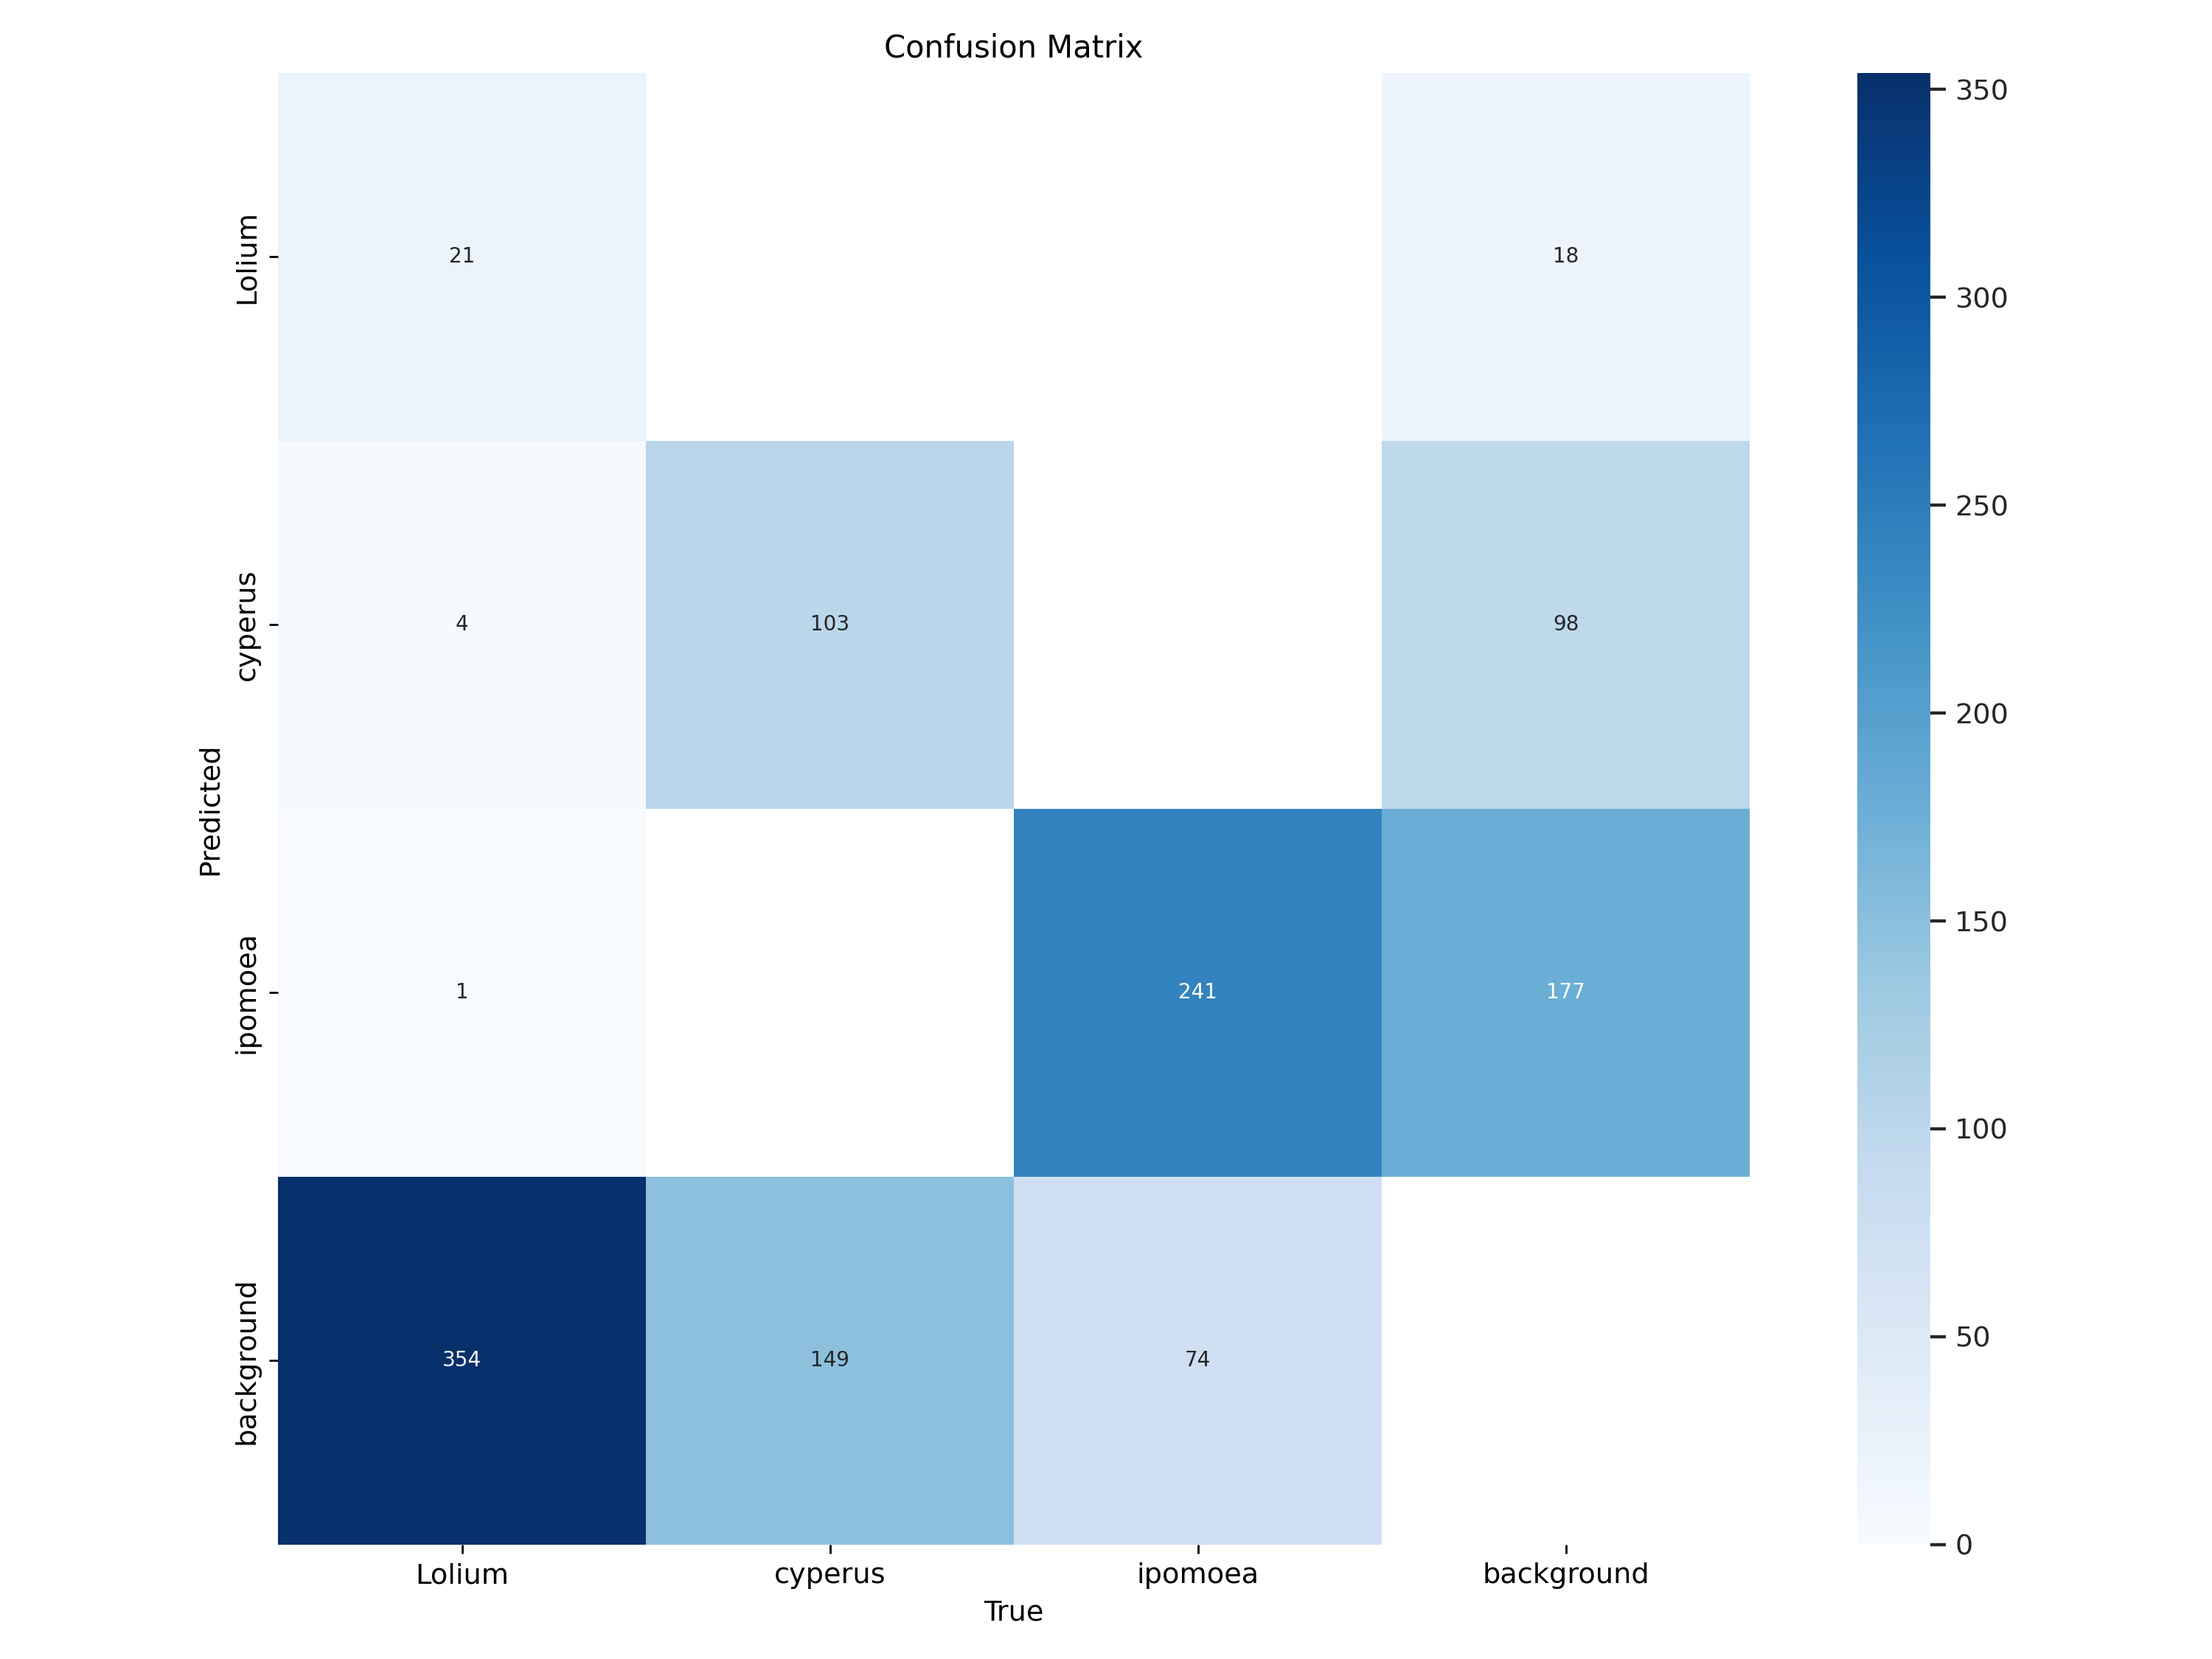 Confusion Matrix
Predicted
Lolium
21
18
cyperus
4
103
98
ipomoea
1
241
177
background
354
149
74
Lolium
cyperus
ipomoea
background
True
350
300
250
200
150
100
50
0